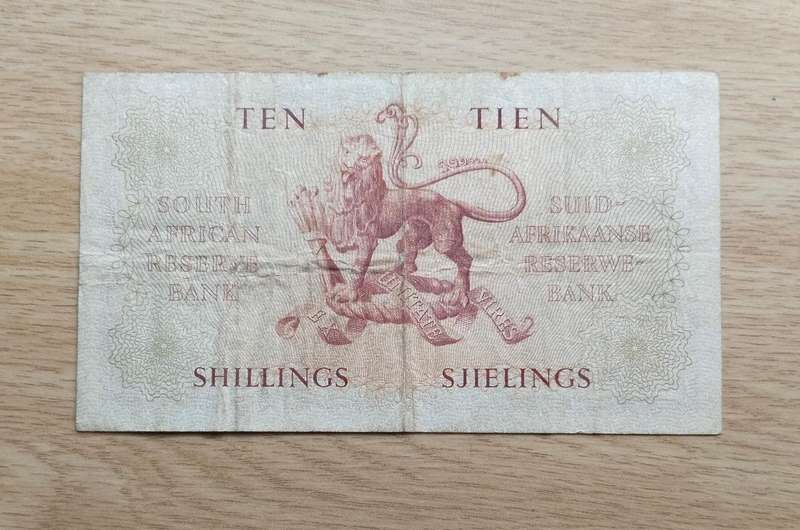 TEN
TIEN
SOUTH
AFRICAN
RESERVE
BANK
SUID-
AFRIKAANSE
RESERWE-
BANK
EX UNITATE VIRES
SHILLINGS
SJIELINGS